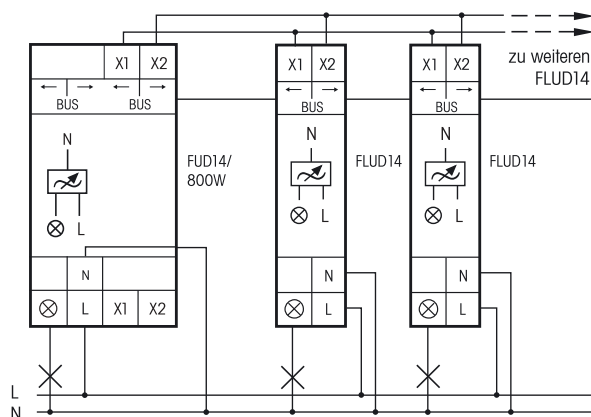 X1 X2
X1 X2
X1 X2
zu weiteren
FLUD14
BUS BUS
BUS
BUS
N
N
N
FUD14/
800W
FLUD14
FLUD14
L
L
L
N
N
N
L X1 X2
L
L
L
N